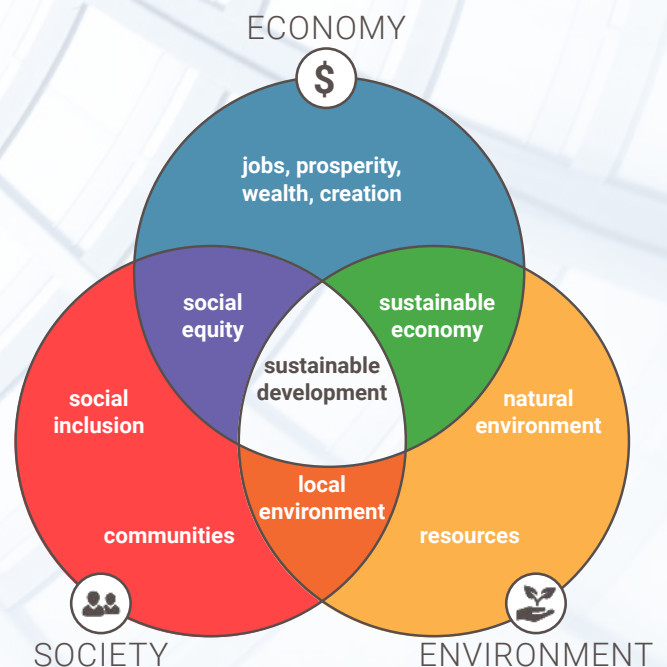 ECONOMY
$
jobs, prosperity,
wealth, creation
social
equity
sustainable
economy
sustainable
development
social
inclusion
natural
environment
local
environment
communities
resources
SOCIETY
ENVIRONMENT